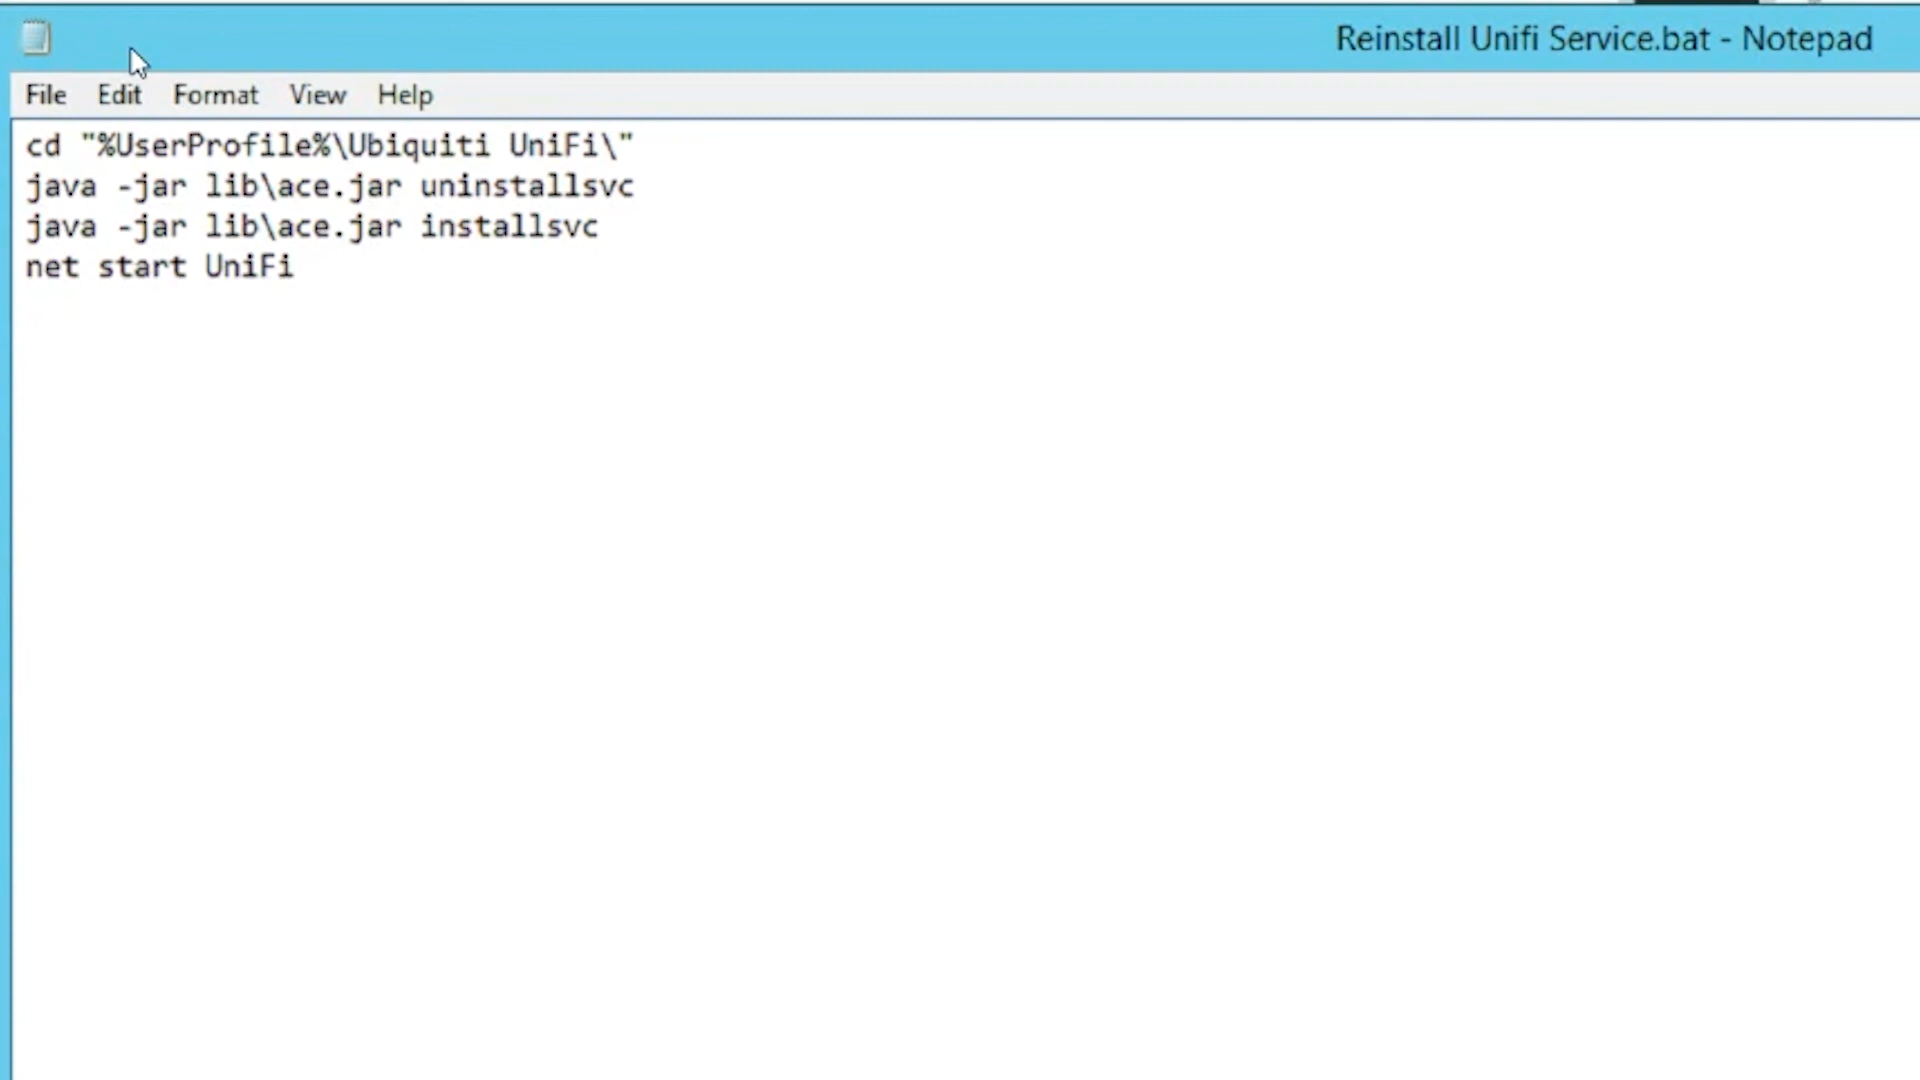 Reinstall Unifi Service.bat - Notepad
File Edit Format View Help
cd "%UserProfile%\Ubiquiti UniFi\"
java -jar lib\ace.jar uninstallsvc
java -jar lib\ace.jar installsvc
net start UniFi